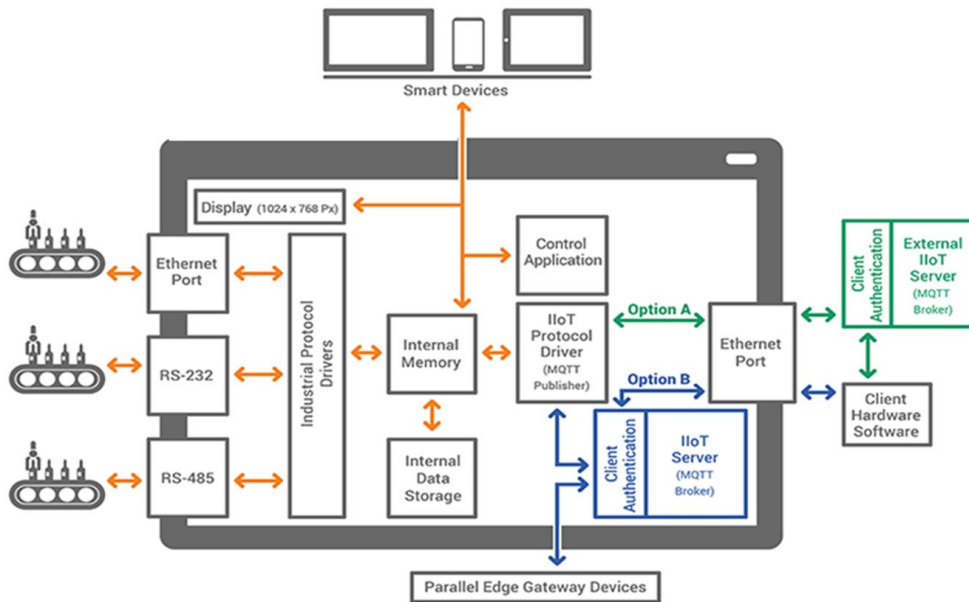 Smart Devices
Display (1024 x 768 Px)
Ethernet
Port
RS-232
RS-485
Industrial Protocol
Drivers
Internal
Memory
Internal
Data
Storage
Control
Application
IIoT
Protocol
Driver
(MQTT
Publisher)
Option A
Option B
Client
Authentication
IIoT
Server
(MQTT
Broker)
Ethernet
Port
Client
Authentication
External
IIoT
Server
(MQTT
Broker)
Client
Hardware
Software
Parallel Edge Gateway Devices